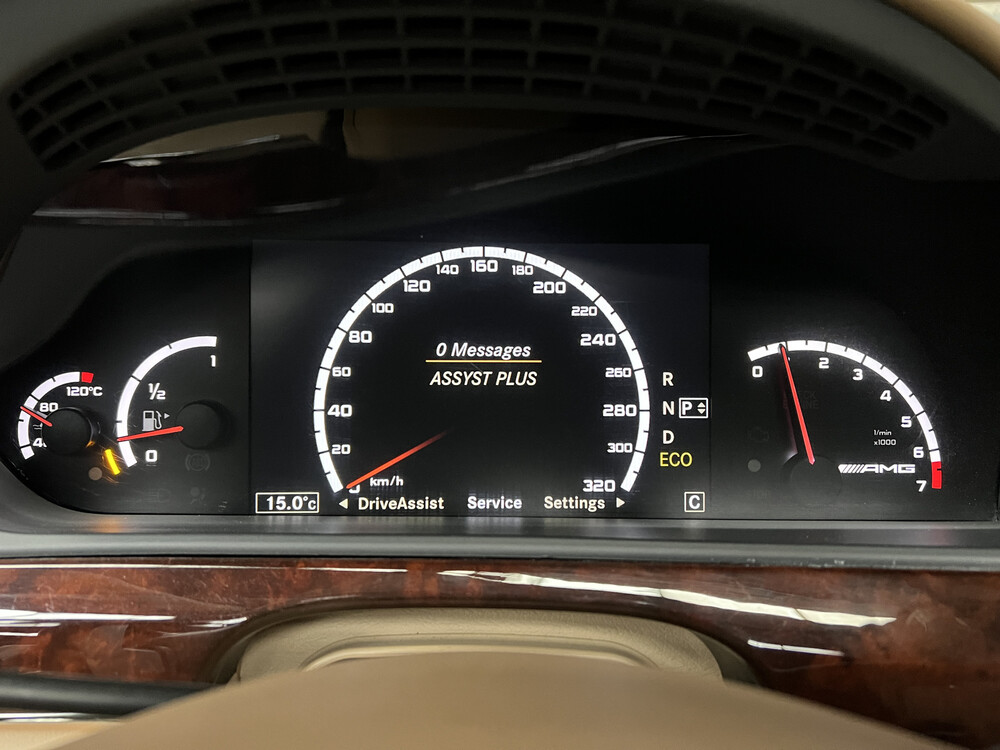 120°C
80
4
1
½
0
0
20
40
60
80
100
120
140
160
180
200
220
240
260
280
300
320
km/h
0 Messages
ASSYST PLUS
R
N P
D
ECO
15.0°C
DriveAssist Service Settings
C
0
2
3
4
5
6
7
1/min
x1000
AMG